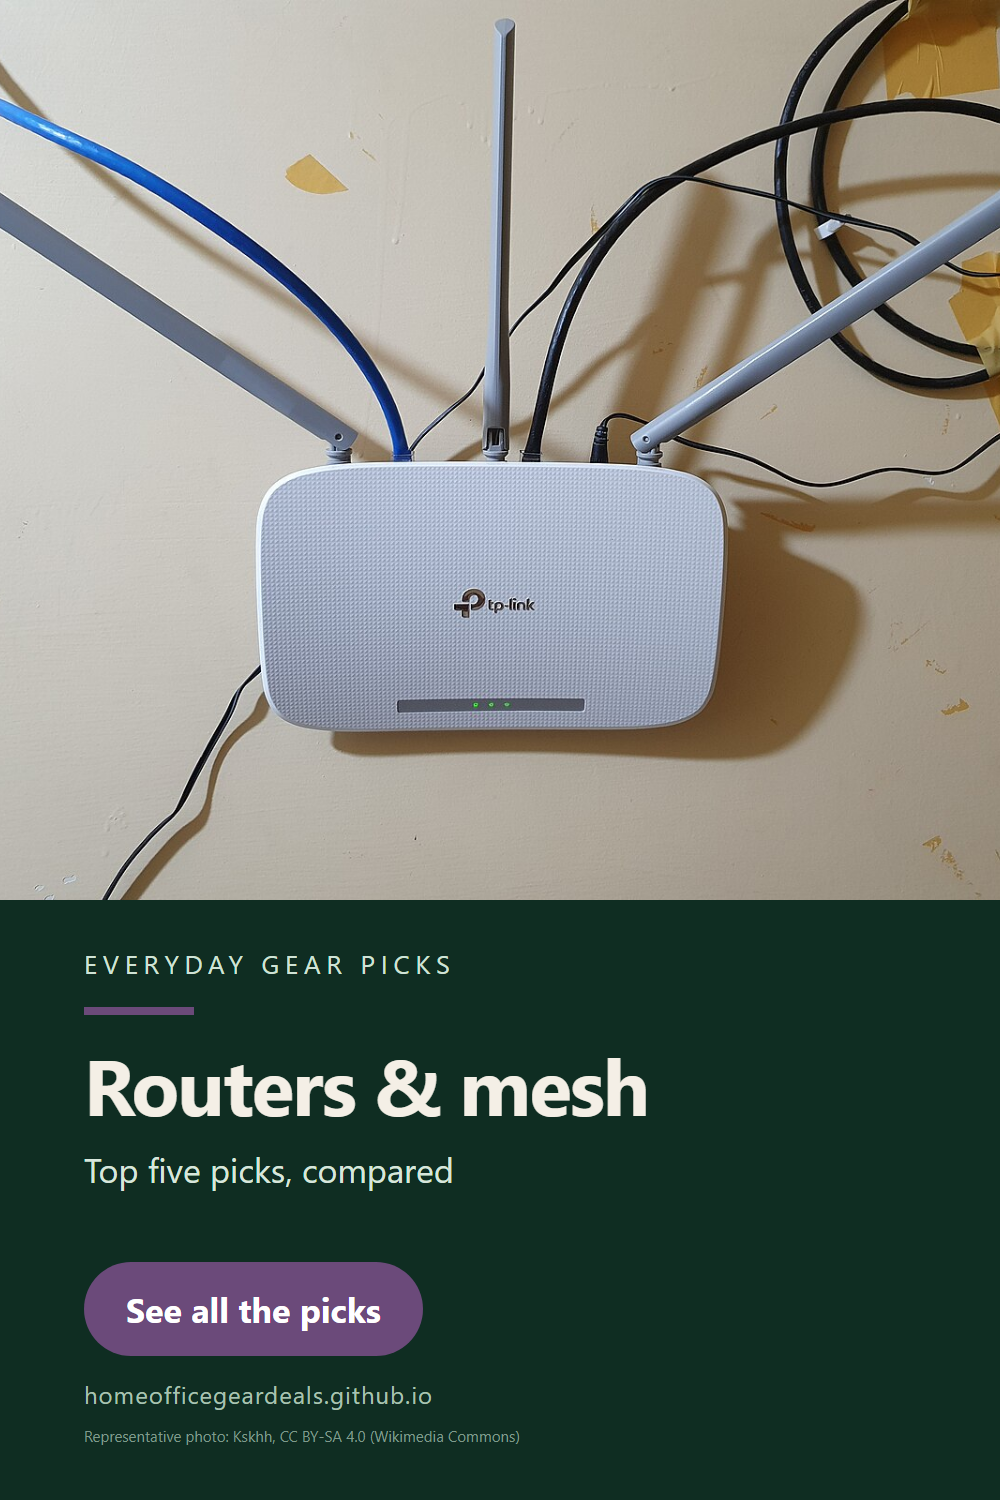 tp-link
EVERYDAY GEAR PICKS
Routers & mesh
Top five picks, compared
See all the picks
homeofficegeardeals.github.io
Representative photo: Kskhh, CC BY-SA 4.0 (Wikimedia Commons)